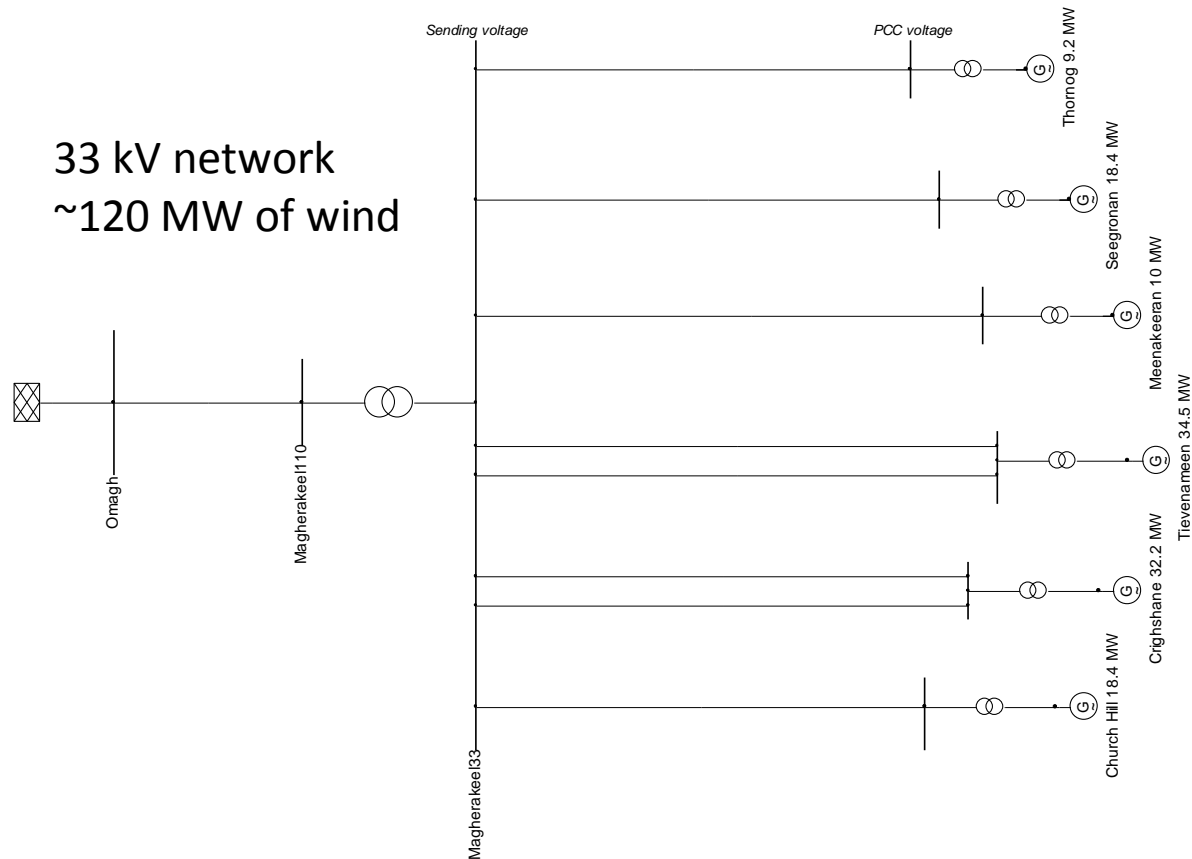 Sending voltage
PCC voltage
Thornog 9.2 MW
33 kV network
~120 MW of wind
Seegronan 18.4 MW
Meenakeeran 10 MW
Omagh
Magherakeel110
Tievenameen 34.5 MW
Crighshane 32.2 MW
Church Hill 18.4 MW
Magherakeel33
G~
G~
G~
G~
G~
G~